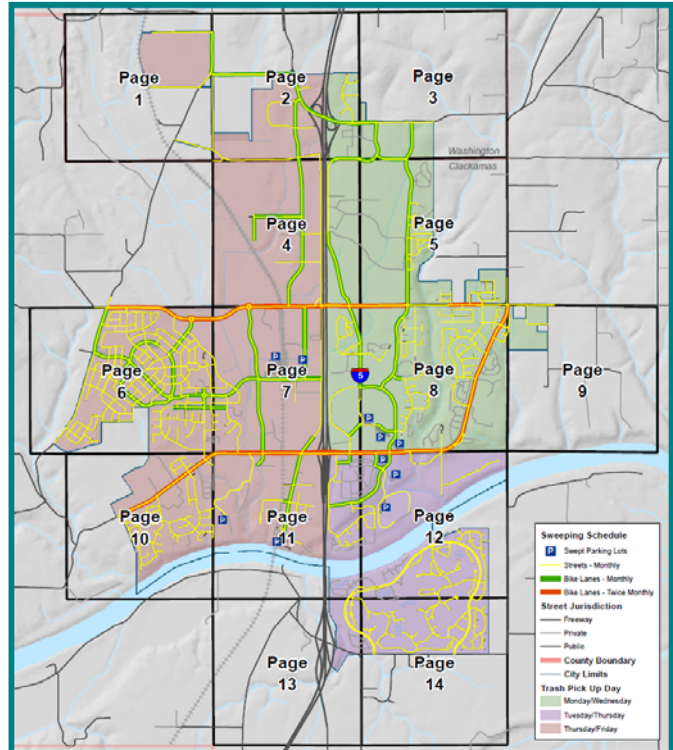 Page
1
Page
2
Page
3
Washington
Clackamas
Page
4
Page
5
Page
6
Page
7
5
Page
8
Page
9
P
P
P
P
P
P
P
P
Page
10
P
Page
11
P
Page
12
Page
13
Page
14
Sweeping Schedule
P Swept Parking Lots
Streets - Monthly
Bike Lanes - Monthly
Bike Lanes - Twice Monthly
Street Jurisdiction
Freeway
Private
Public
County Boundary
City Limits
Trash Pick Up Day
Monday/Wednesday
Tuesday/Thursday
Thursday/Friday